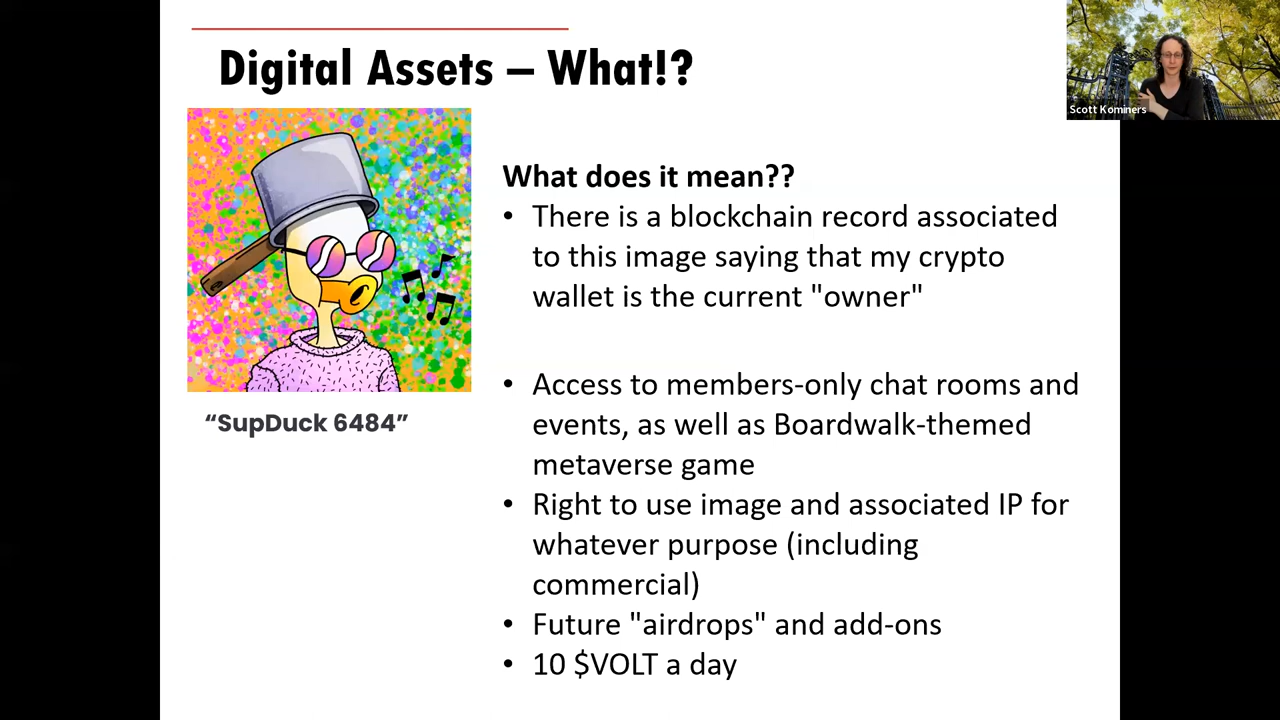 Digital Assets – What!?
Scott Kominers
What does it mean??
• There is a blockchain record associated
to this image saying that my crypto
wallet is the current "owner"
• Access to members-only chat rooms and
events, as well as Boardwalk-themed
metaverse game
• Right to use image and associated IP for
whatever purpose (including
commercial)
• Future "airdrops" and add-ons
• 10 $VOLT a day
“SupDuck 6484”